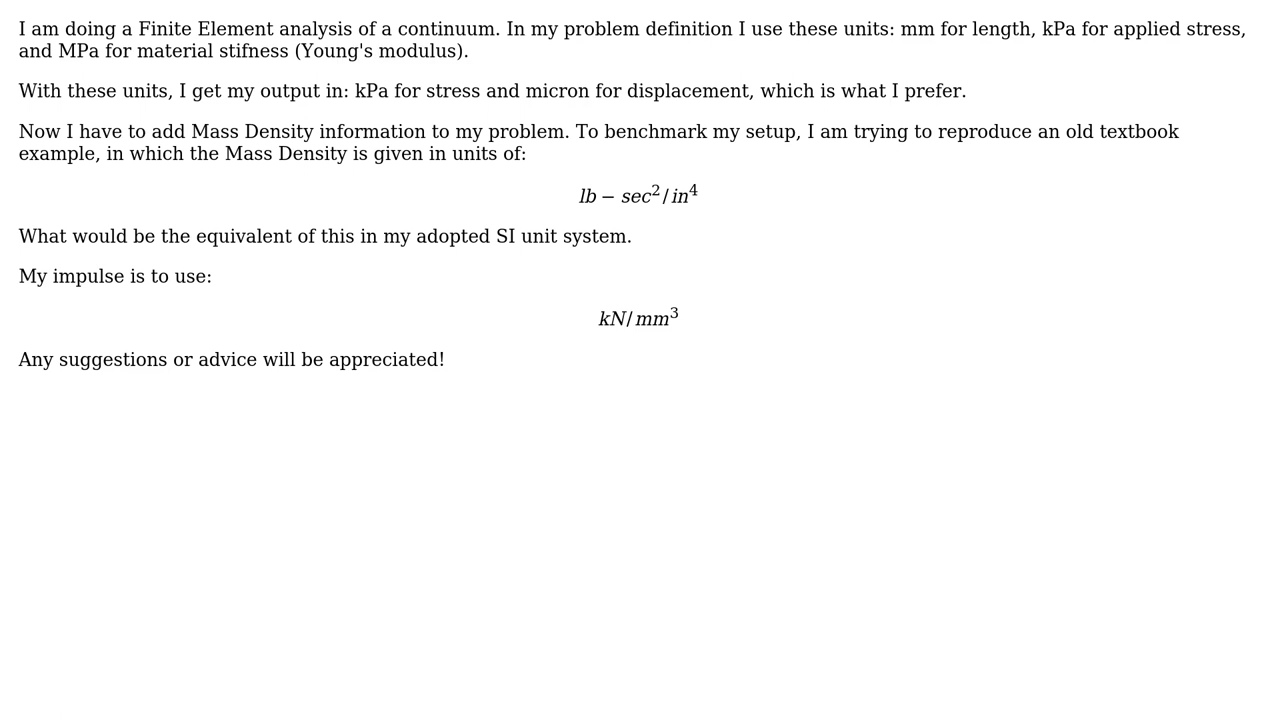 I am doing a Finite Element analysis of a continuum. In my problem definition I use these units: mm for length, kPa for applied stress,
and MPa for material stifness (Young's modulus).
With these units, I get my output in: kPa for stress and micron for displacement, which is what I prefer.
Now I have to add Mass Density information to my problem. To benchmark my setup, I am trying to reproduce an old textbook
example, in which the Mass Density is given in units of:
lb − sec²/in⁴
What would be the equivalent of this in my adopted SI unit system.
My impulse is to use:
kN/mm³
Any suggestions or advice will be appreciated!